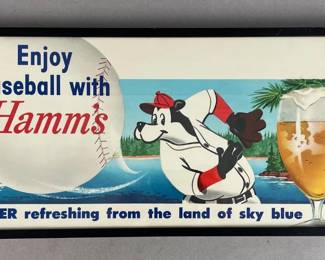 Enjoy
aseball with
Hamm's
ER refreshing from the land of sky blue